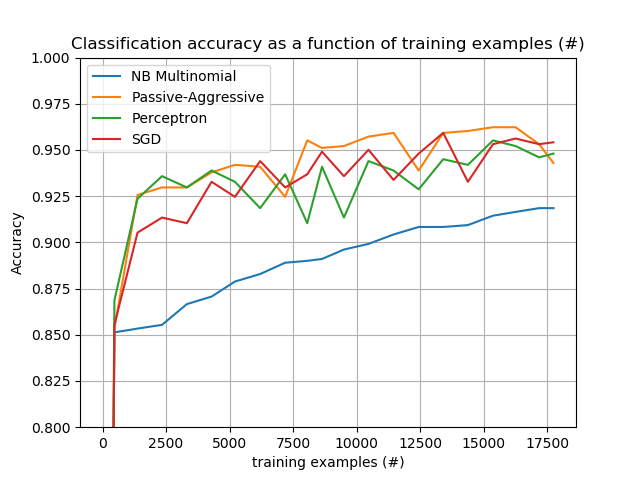 Classification accuracy as a function of training examples (#)
1.000
0.975
0.950
0.925
0.900
0.875
0.850
0.825
0.800
Accuracy
NB Multinomial
Passive-Aggressive
Perceptron
SGD
0
2500
5000
7500
10000
12500
15000
17500
training examples (#)